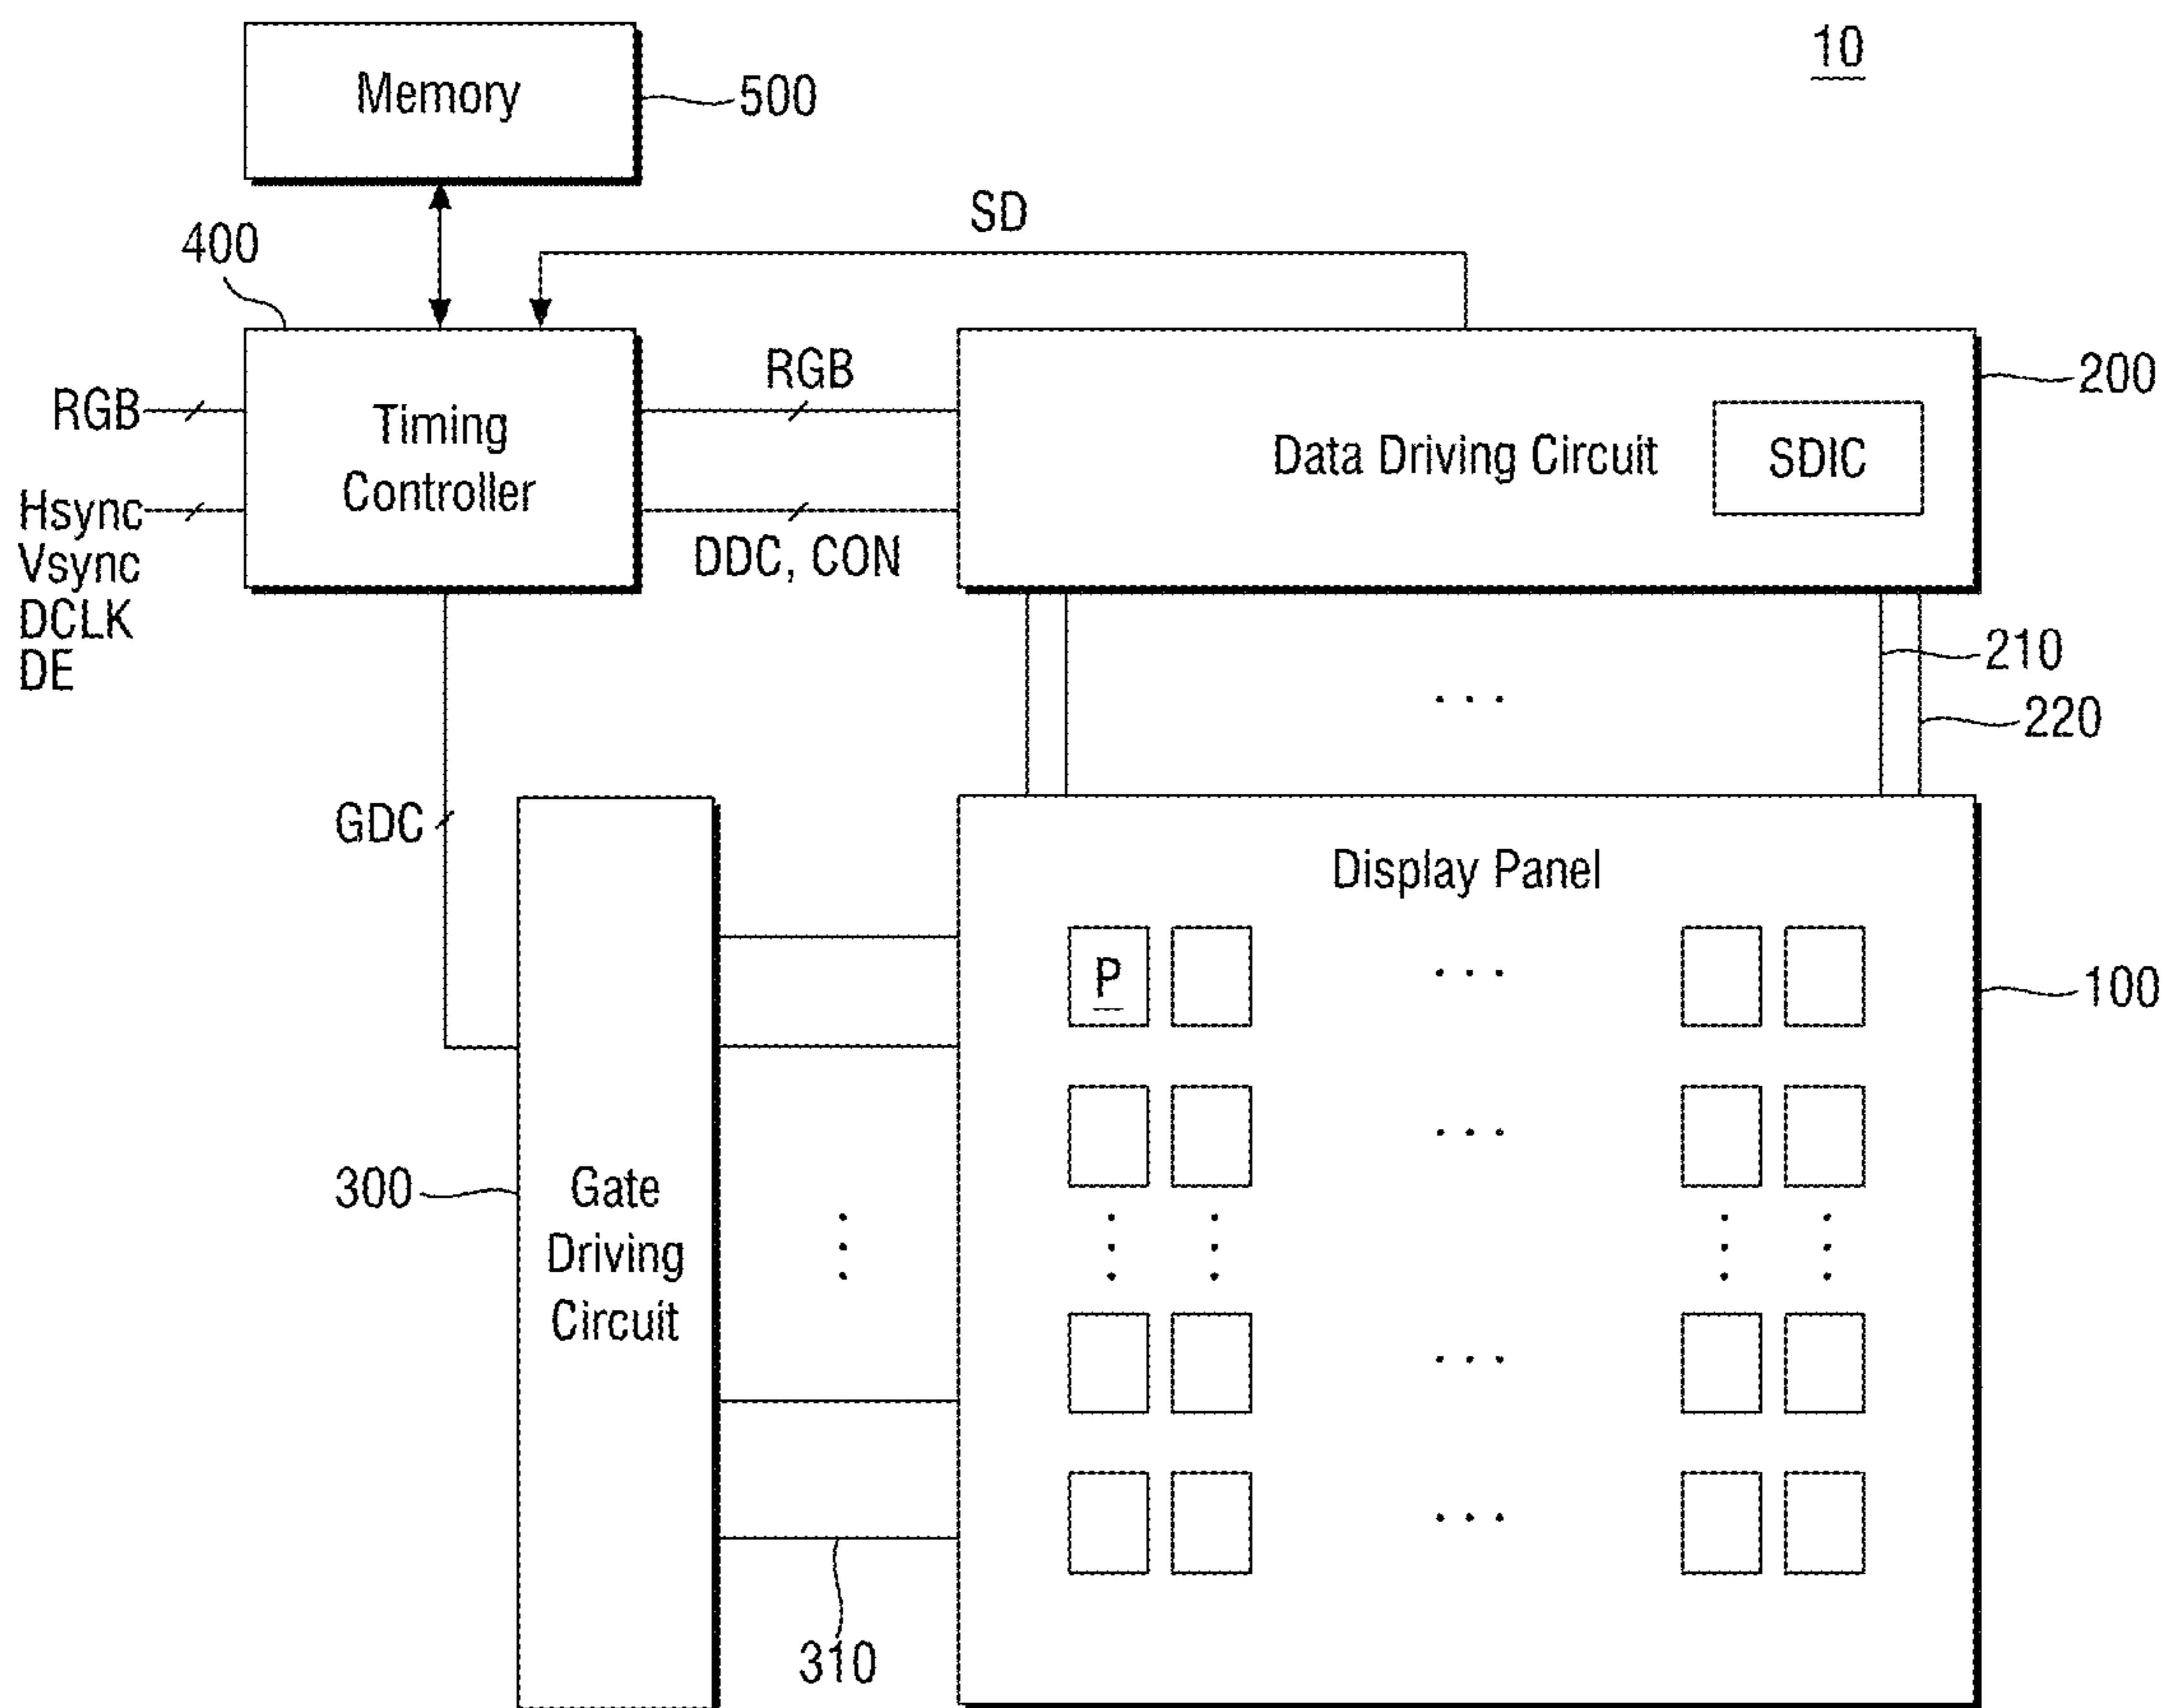 10
Memory
500
SD
400
RGB
Timing
Controller
RGB
DDC, CON
Data Driving Circuit
SDIC
200
Hsync
Vsync
DCLK
DE
210
220
GDC
Display Panel
P
100
300
Gate
Driving
Circuit
310